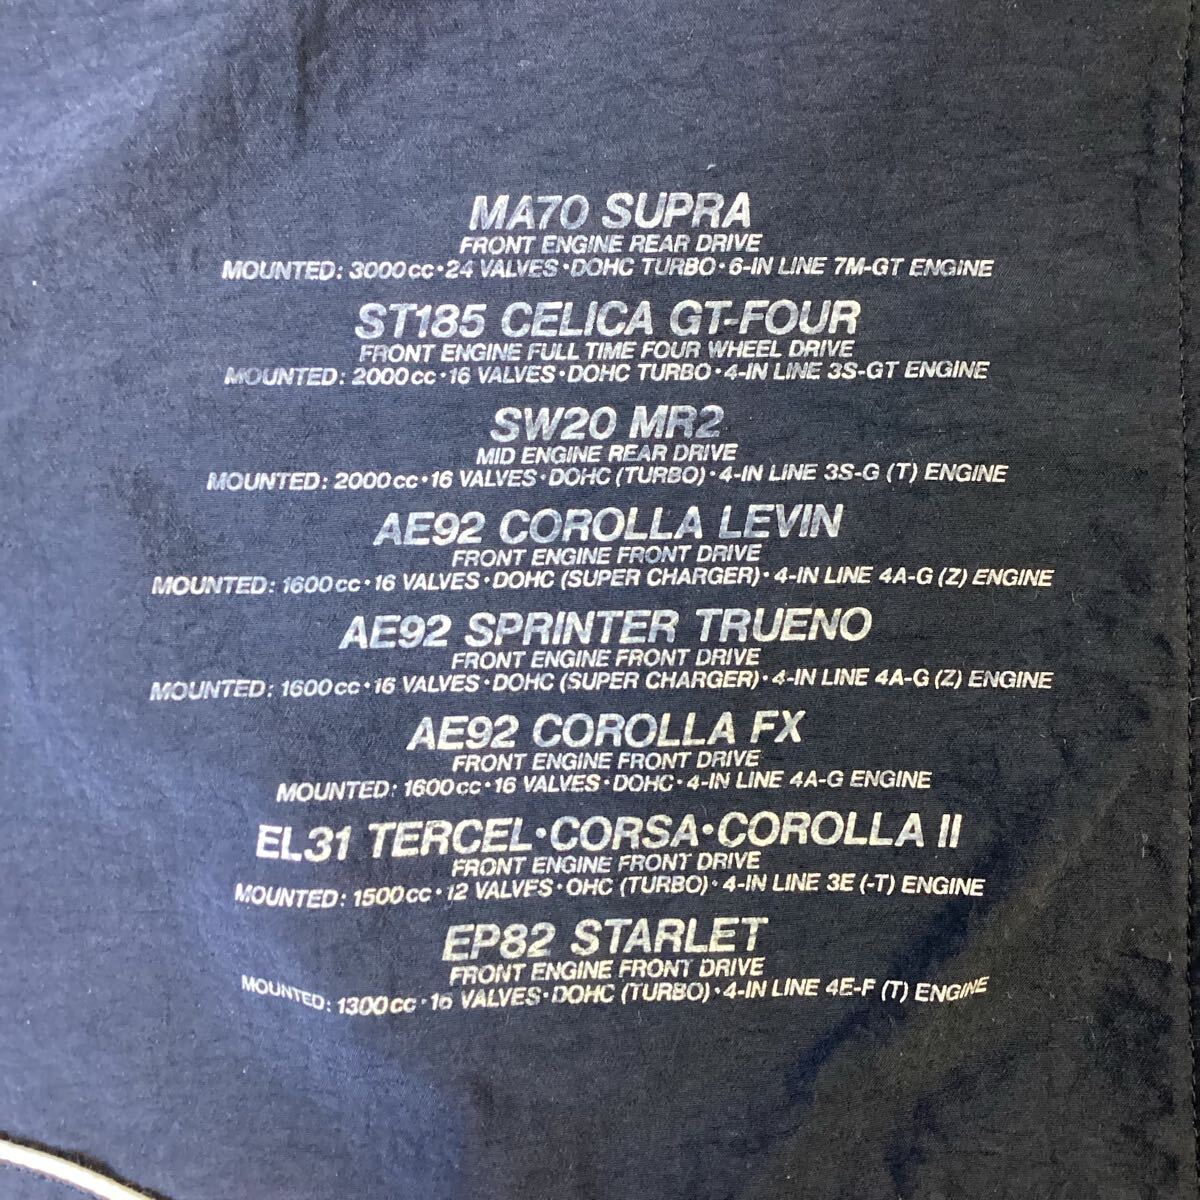 MA70 SUPRA
FRONT ENGINE REAR DRIVE
MOUNTED: 3000cc・24 VALVES・DOHC TURBO・6-IN LINE 7M-GT ENGINE
ST185 CELICA GT-FOUR
FRONT ENGINE FULL TIME FOUR WHEEL DRIVE
MOUNTED: 2000cc・16 VALVES・DOHC TURBO・4-IN LINE 3S-GT ENGINE
SW20 MR2
MID ENGINE REAR DRIVE
MOUNTED: 2000cc・16 VALVES・DOHC (TURBO)・4-IN LINE 3S-G (T) ENGINE
AE92 COROLLA LEVIN
FRONT ENGINE FRONT DRIVE
MOUNTED: 1600cc・16 VALVES・DOHC (SUPER CHARGER)・4-IN LINE 4A-G (Z) ENGINE
AE92 SPRINTER TRUENO
FRONT ENGINE FRONT DRIVE
MOUNTED: 1600cc・16 VALVES・DOHC (SUPER CHARGER)・4-IN LINE 4A-G (Z) ENGINE
AE92 COROLLA FX
FRONT ENGINE FRONT DRIVE
MOUNTED: 1600cc・16 VALVES・DOHC・4-IN LINE 4A-G ENGINE
EL31 TERCEL・CORSA・COROLLA II
FRONT ENGINE FRONT DRIVE
MOUNTED: 1500cc・12 VALVES・OHC (TURBO)・4-IN LINE 3E (-T) ENGINE
EP82 STARLET
FRONT ENGINE FRONT DRIVE
MOUNTED: 1300cc・16 VALVES・DOHC (TURBO)・4-IN LINE 4E-F (T) ENGINE